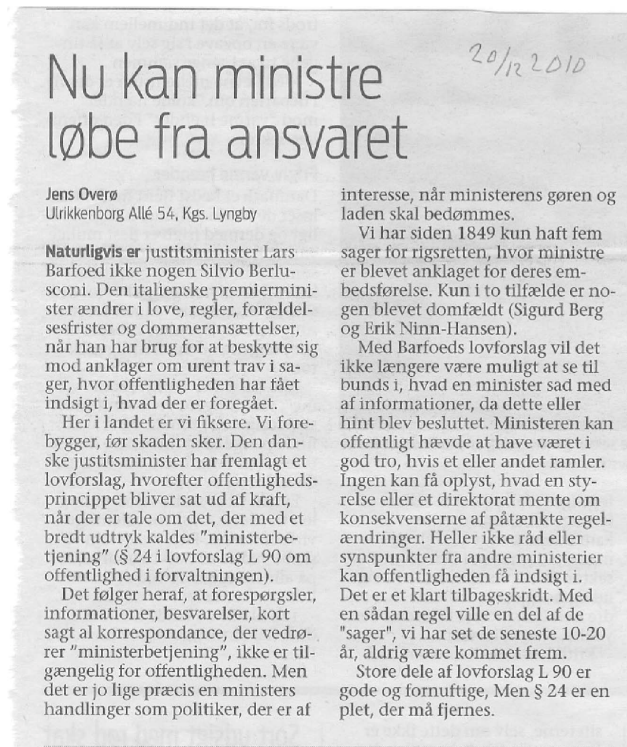 20/12 2010
Nu kan ministre
løbe fra ansvaret
Jens Overø
Ulrikkenborg Allé 54, Kgs. Lyngby
Naturligvis er justitsminister Lars
Barfoed ikke nogen Silvio Berlu-
sconi. Den italienske premiermini-
ster ændrer i love, regler, forældel-
sesfrister og dommeransættelser,
når han har brug for at beskytte sig
mod anklager om urent trav i sa-
ger, hvor offentligheden har fået
indsigt i, hvad der er foregået.
Her i landet er vi fiksere. Vi fore-
bygger, før skaden sker. Den dan-
ske justitsminister har fremlagt et
lovforslag, hvorefter offentligheds-
princippet bliver sat ud af kraft,
når der er tale om det, der med et
bredt udtryk kaldes "ministerbe-
tjening" (§ 24 i lovforslag L 90 om
offentlighed i forvaltningen).
Det følger heraf, at forespørgsler,
informationer, besvarelser, kort
sagt al korrespondance, der vedrø-
rer "ministerbetjening", ikke er til-
gængelig for offentligheden. Men
det er jo lige præcis en ministers
handlinger som politiker, der er af
interesse, når ministerens gøren og
laden skal bedømmes.
Vi har siden 1849 kun haft fem
sager for rigsretten, hvor ministre
er blevet anklaget for deres em-
bedsførelse. Kun i to tilfælde er no-
gen blevet domfældt (Sigurd Berg
og Erik Ninn-Hansen).
Med Barfoeds lovforslag vil det
ikke længere være muligt at se til
bunds i, hvad en minister sad med
af informationer, da dette eller
hint blev besluttet. Ministeren kan
offentligt hævde at have været i
god tro, hvis et eller andet ramler.
Ingen kan få oplyst, hvad en sty-
relse eller et direktorat mente om
konsekvenserne af påtænkte regel-
ændringer. Heller ikke råd eller
synspunkter fra andre ministerier
kan offentligheden få indsigt i.
Det er et klart tilbageskridt. Med
en sådan regel ville en del af de
"sager", vi har set de seneste 10-20
år, aldrig være kommet frem.
Store dele af lovforslag L 90 er
gode og fornuftige, Men § 24 er en
plet, der må fjernes.